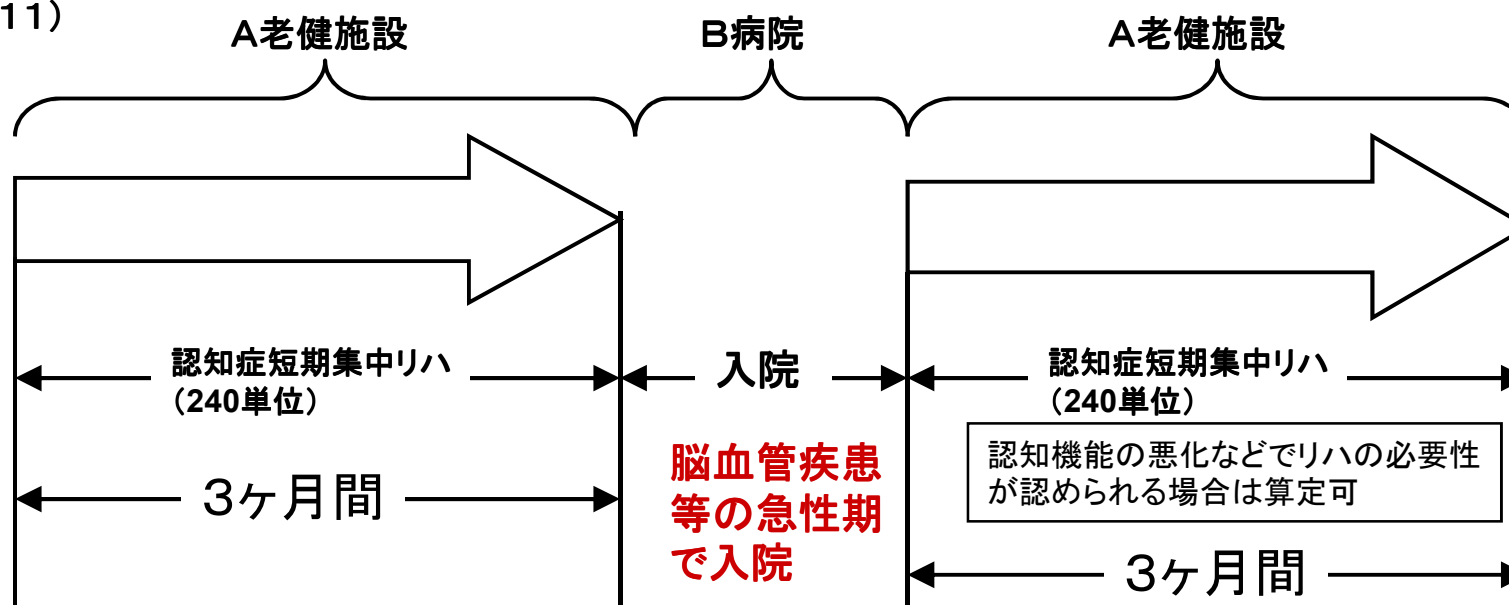 11)
A老健施設
B病院
A老健施設
認知症短期集中リハ
（240単位）
入院
認知症短期集中リハ
（240単位）
3ヶ月間
脳血管疾患
等の急性期
で入院
認知機能の悪化などでリハの必要性
が認められる場合は算定可
3ヶ月間